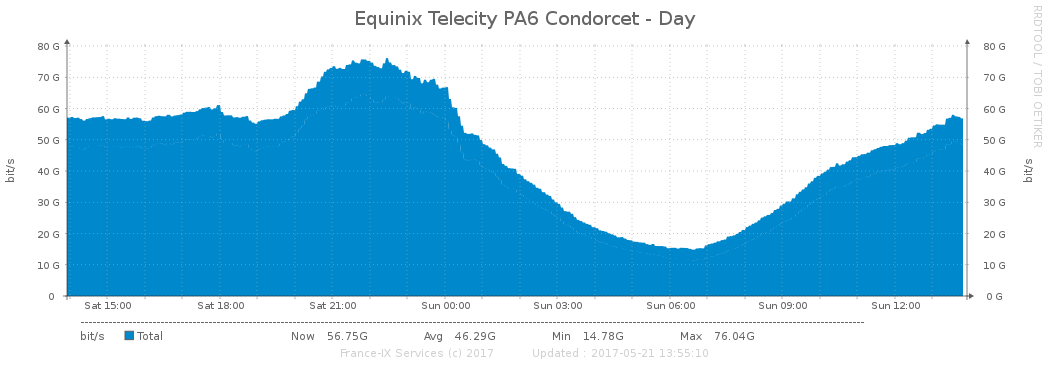 Equinix Telecity PA6 Condorcet - Day
RRDTOOL / TOBI OETIKER
80 G 80 G
70 G 70 G
60 G 60 G
50 G 50 G
40 G 40 G
30 G 30 G
20 G 20 G
10 G 10 G
0 0 G
bit/s bit/s
Sat 15:00 Sat 18:00 Sat 21:00 Sun 00:00 Sun 03:00 Sun 06:00 Sun 09:00 Sun 12:00
bit/s Total Now 56.75G Avg 46.29G Min 14.78G Max 76.04G
France-IX Services (c) 2017 Updated : 2017-05-21 13:55:10